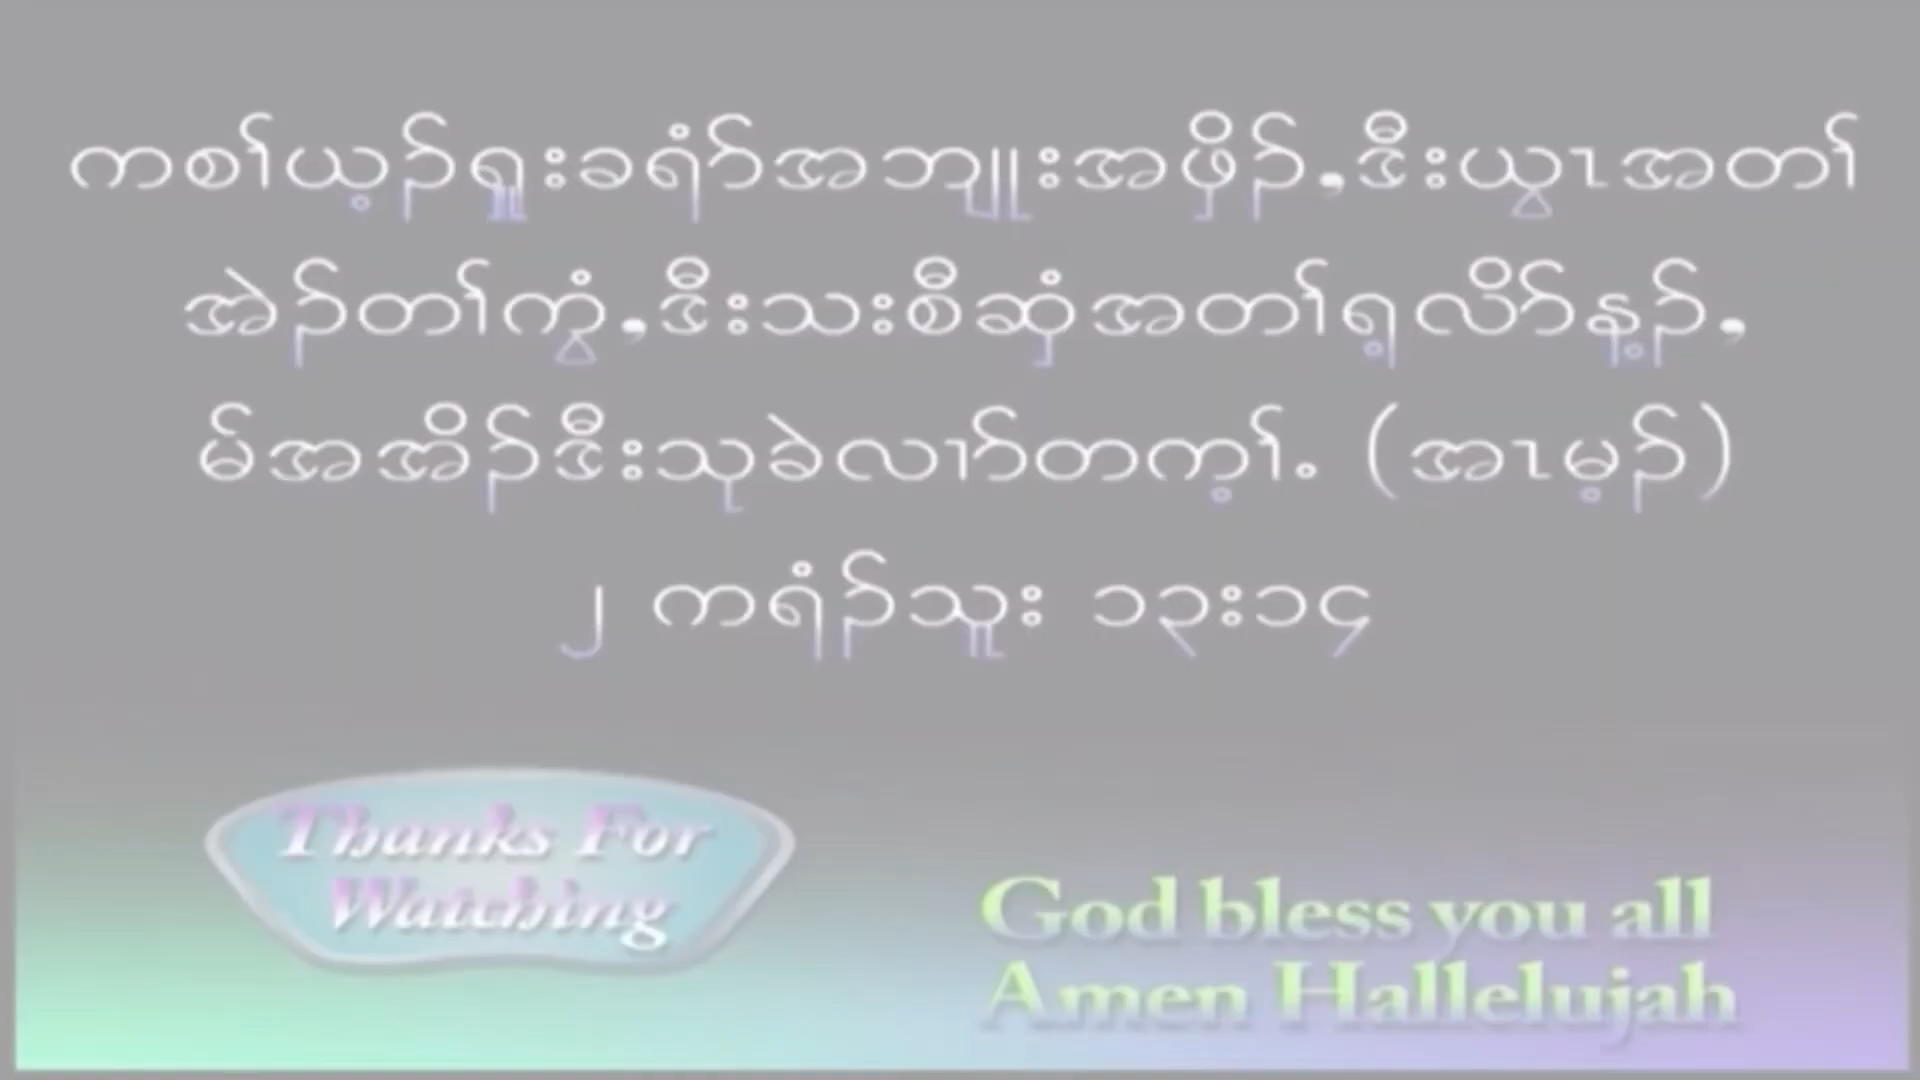 ကစၢ်ယ့ၣ်ၡူးခရံာ်အဘျုးအဖှိၣ်,ဒီးယွၤအတၢ်
အဲၣ်တၢ်ကွံ,ဒီးသးစီဆှံအတၢ်ရ့လိာ်န့ၣ်,
မ်အအိၣ်ဒီးသုခဲလၢာ်တက့ၢ်. (အၤမ့ၣ်)
၂ ကရံၣ်သူး ၁၃း၁၄
Thanks For
Watching
God bless you all
Amen Hallelujah